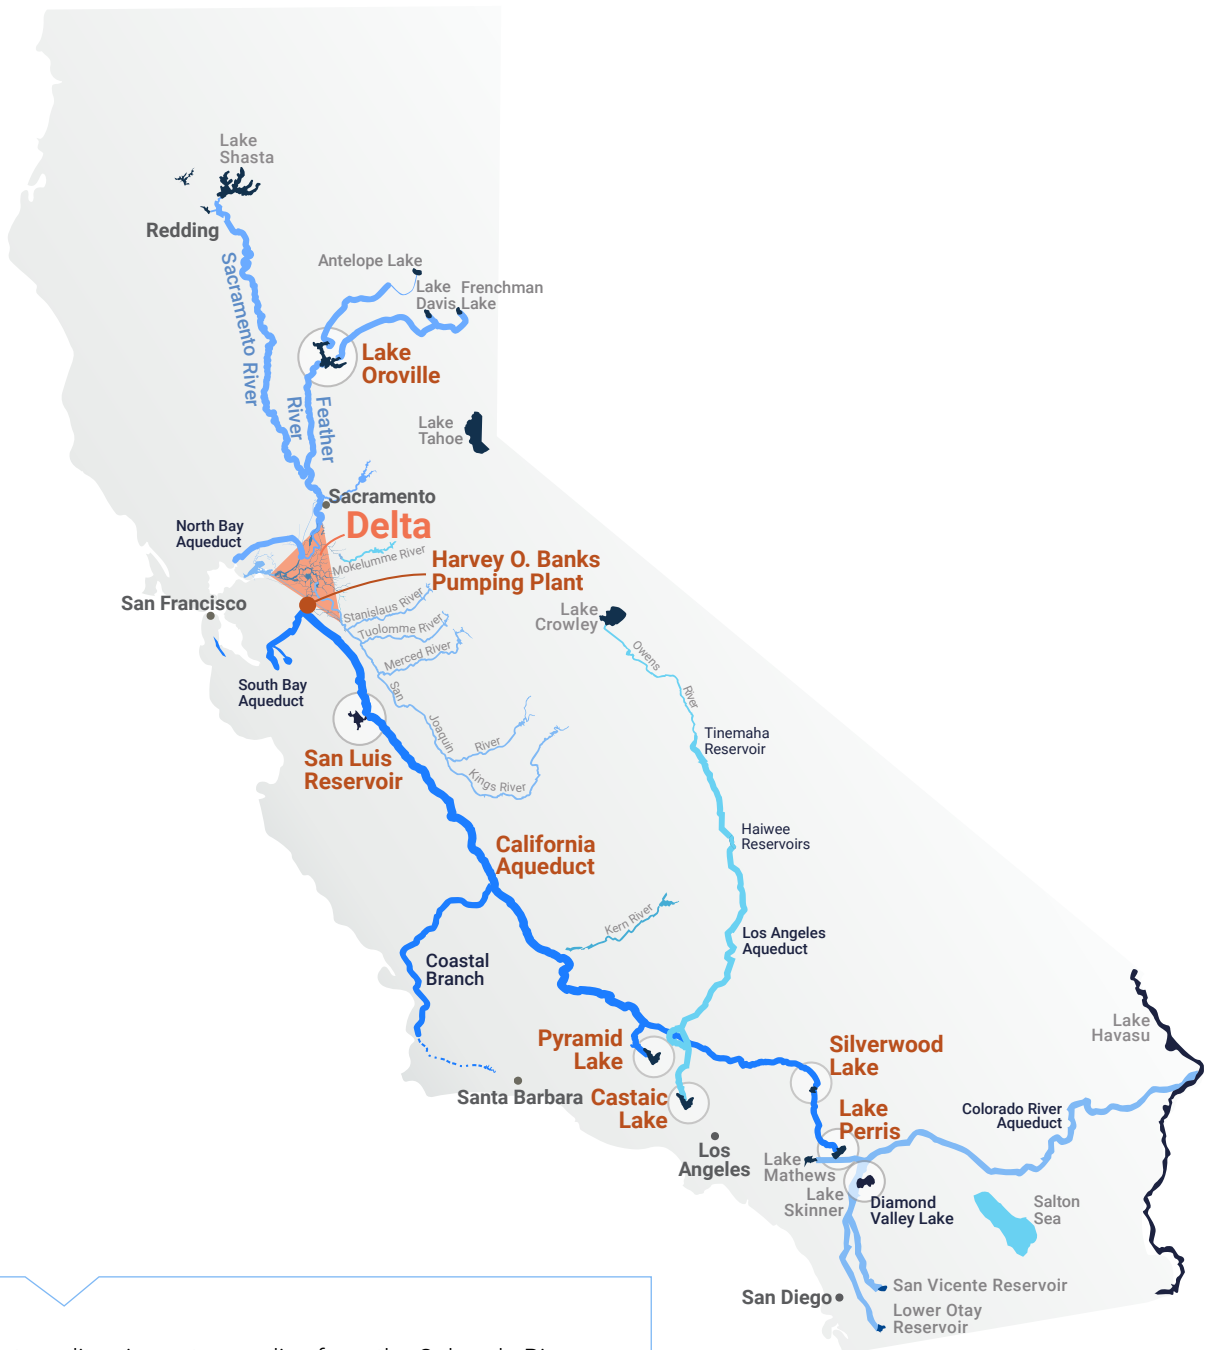 Lake
Shasta
Redding
Sacramento River
Antelope Lake
Lake
Davis
Frenchman
Lake
Lake
Oroville
Feather
River
Lake
Tahoe
Sacramento
Delta
North Bay
Aqueduct
Mokelumme River
Harvey O. Banks
Pumping Plant
San Francisco
Stanislaus River
Tuolomme River
Merced River
Lake
Crowley
Owens
River
South Bay
Aqueduct
San
Joaquin
River
Kings River
Tinemaha
Reservoir
San Luis
Reservoir
Haiwee
Reservoirs
California
Aqueduct
Kern River
Los Angeles
Aqueduct
Coastal
Branch
Pyramid
Lake
Silverwood
Lake
Lake
Havasu
Santa Barbara
Castaic
Lake
Lake
Perris
Colorado River
Aqueduct
Los
Angeles
Lake
Mathews
Lake
Skinner
Diamond
Valley Lake
Salton
Sea
San Vicente Reservoir
San Diego
Lower Otay
Reservoir